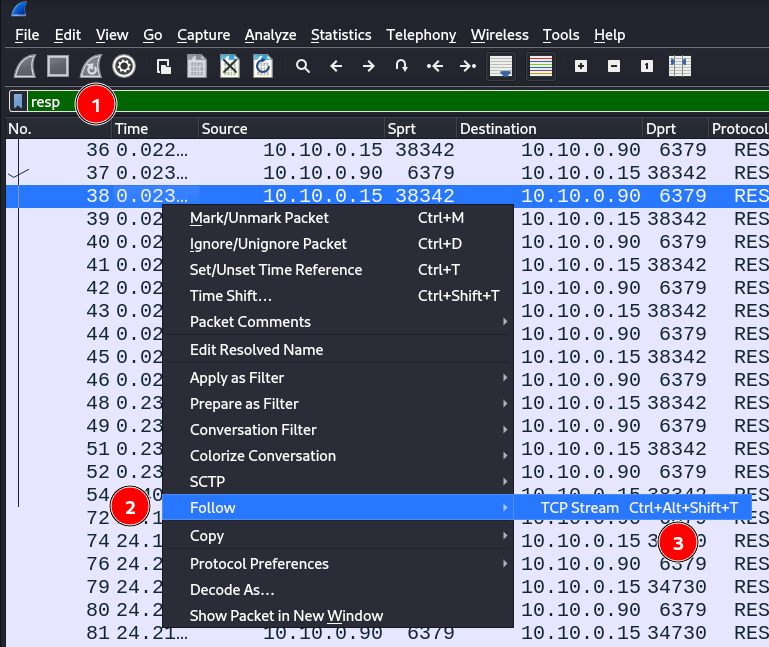 File Edit View Go Capture Analyze Statistics Telephony Wireless Tools Help
resp
1
No. Time Source Sprt Destination Dprt Protocol
36 0.022… 10.10.0.15 38342 10.10.0.90 6379 RES
37 0.023… 10.10.0.90 6379 10.10.0.15 38342 RES
38 0.023… 10.10.0.15 38342 10.10.0.90 6379 RES
39 0.02 10.10.0.15 38342 RES
40 0.02 10.10.0.90 6379 RES
41 0.02 10.10.0.15 38342 RES
42 0.02 10.10.0.90 6379 RES
43 0.02 10.10.0.15 38342 RES
44 0.02 10.10.0.90 6379 RES
45 0.02 10.10.0.15 38342 RES
46 0.02 10.10.0.90 6379 RES
48 0.23 10.10.0.15 38342 RES
49 0.23 10.10.0.90 6379 RES
51 0.23 10.10.0.15 38342 RES
52 0.23 10.10.0.90 6379 RES
54 10.10.0.15 38342 RES
72
74 24.1 10.10.0.15 RES
76 24.2 10.10.0.90 6379 RES
79 24.2 10.10.0.15 34730 RES
80 24.2 10.10.0.90 6379 RES
81 24.21… 10.10.0.90 6379 10.10.0.15 34730 RES
Mark/Unmark Packet Ctrl+M
Ignore/Unignore Packet Ctrl+D
Set/Unset Time Reference Ctrl+T
Time Shift… Ctrl+Shift+T
Packet Comments
Edit Resolved Name
Apply as Filter
Prepare as Filter
Conversation Filter
Colorize Conversation
SCTP
2
Follow
TCP Stream Ctrl+Alt+Shift+T
3
Copy
Protocol Preferences
Decode As…
Show Packet in New Window